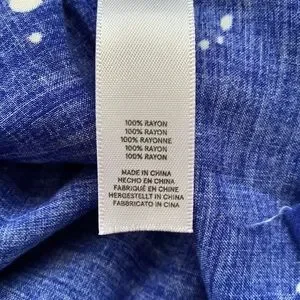 100% RAYON
100% RAYON
100% RAYONNE
100% RAYON
100% RAYON
MADE IN CHINA
HECHO EN CHINA
FABRIQUÉ EN CHINE
HERGESTELLT IN CHINA
FABBRICATO IN CINA